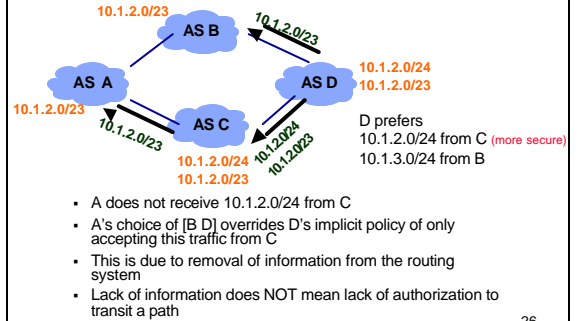 10.1.2.0/23
AS B
10.1.2.0/23
10.1.2.0/24
10.1.2.0/23
AS A
AS D
10.1.2.0/23
10.1.2.0/23
AS C
10.1.2.0/24
10.1.2.0/23
10.1.2.0/24
10.1.2.0/23
D prefers
10.1.2.0/24 from C (more secure)
10.1.3.0/24 from B
▪ A does not receive 10.1.2.0/24 from C
▪ A's choice of [B D] overrides D's implicit policy of only
accepting this traffic from C
▪ This is due to removal of information from the routing
system
▪ Lack of information does NOT mean lack of authorization to
transit a path
26